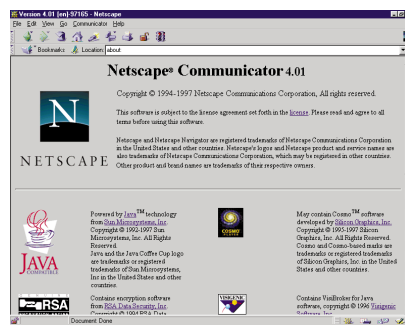 Version 4.01 [en]-97165 - Netscape
File Edit View Go Communicator Help
Bookmarks Location: about:
Netscape® Communicator 4.01
Copyright © 1994-1997 Netscape Communications Corporation, All rights reserved.
This software is subject to the license agreement set forth in the license. Please read and agree to all
terms before using this software.
Netscape and Netscape Navigator are registered trademarks of Netscape Communications Corporation
in the United States and other countries. Netscape's logos and Netscape product and service names are
also trademarks of Netscape Communications Corporation, which may be registered in other countries.
Other product and brand names are trademarks of their respective owners.
N
NETSCAPE
Powered by Java™ technology
from Sun Microsystems, Inc.
Copyright © 1992-1997 Sun
Microsystems, Inc. All Rights
Reserved.
Java and the Java Coffee Cup logo
are trademarks or registered
trademarks of Sun Microsystems,
Inc in the United States and other
countries.
JAVA
COMPATIBLE
COSMO
May contain Cosmo™ software
developed by Silicon Graphics, Inc.
Copyright © 1995-1997 Silicon
Graphics, Inc. All Rights Reserved.
Cosmo and Cosmo-based marks are
trademarks or registered trademarks
of Silicon Graphics, Inc. in the United
States and other countries.
RSA
Contains encryption software
from RSA Data Security, Inc.
Copyright © 1994 RSA Data
VISIGENIC
Contains VisiBroker for Java
software, copyright © 1996 Visigenic
Document: Done